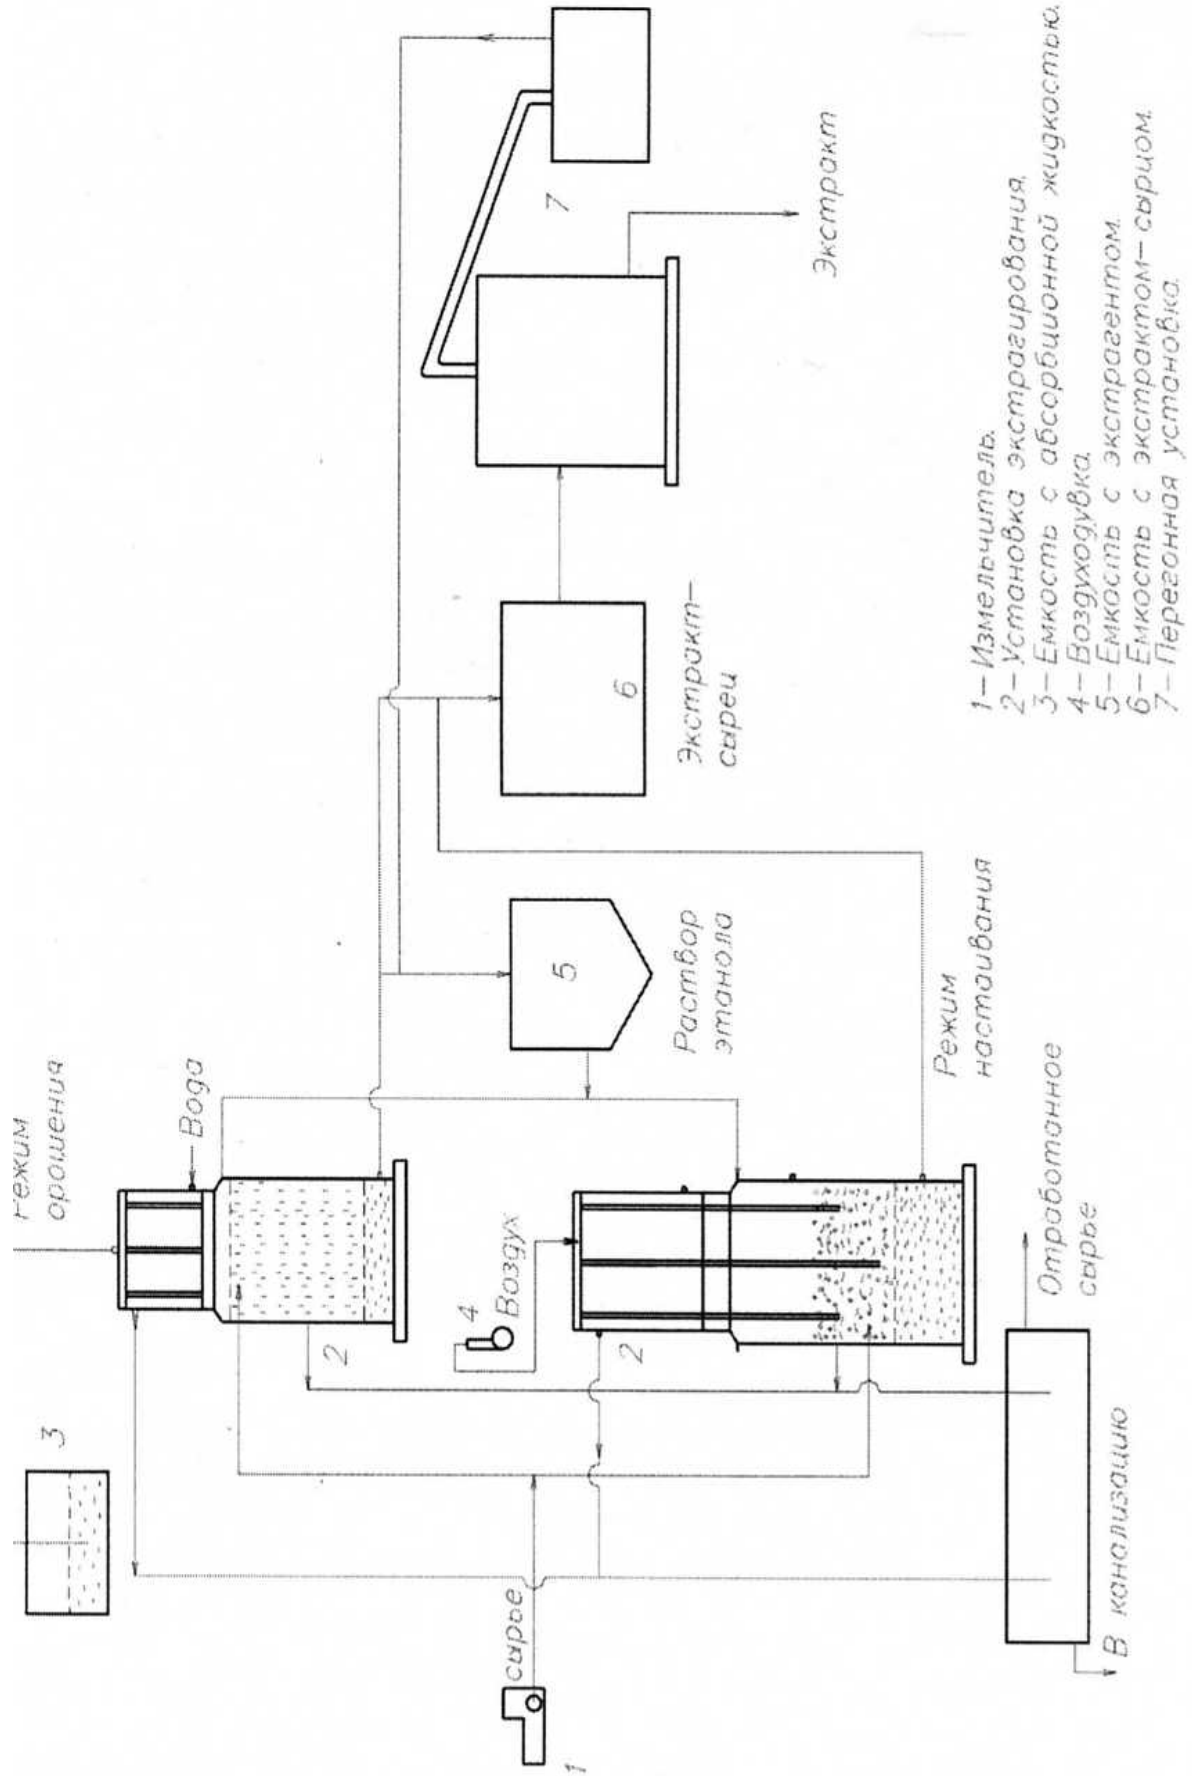 Режим
орошения
Вода
3
2
4
Воздух
2
сырье
1
5
Раствор
этанола
Экстракт-
сырец
6
7
Экстракт
Режим
настаивания
Отработанное
сырье
В канализацию
1-Измельчитель.
2-Установка экстрагирования.
3-Емкость с абсорбционной жидкостью.
4-Воздуходувка.
5-Емкость с экстрагентом.
6-Емкость с экстрактом-сырцом.
7-Перегонная установка.